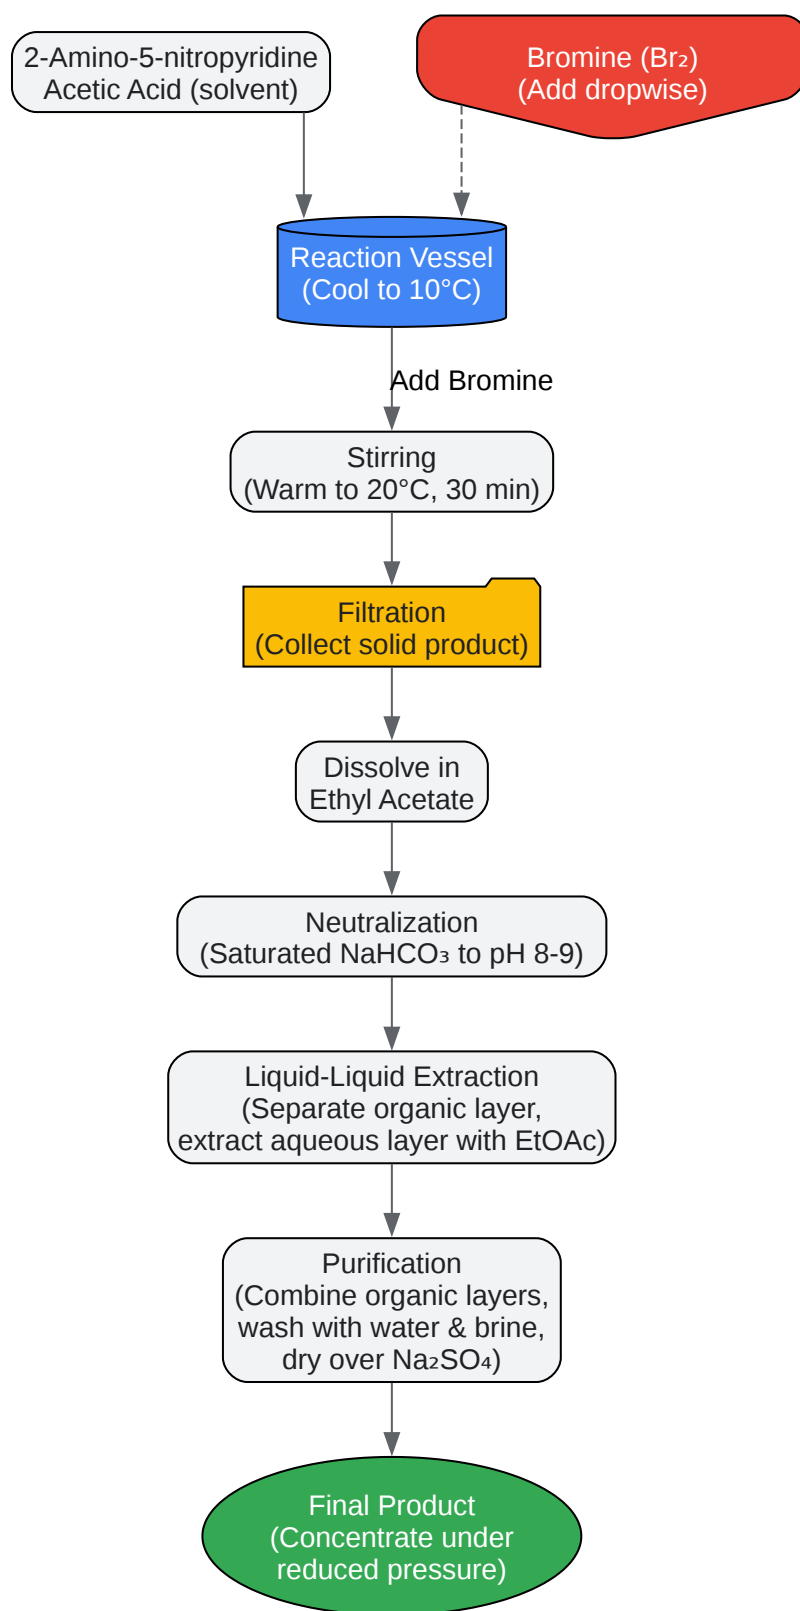 2-Amino-5-nitropyridine
Acetic Acid (solvent)
Bromine (Br₂)
(Add dropwise)
Reaction Vessel
(Cool to 10°C)
Add Bromine
Stirring
(Warm to 20°C, 30 min)
Filtration
(Collect solid product)
Dissolve in
Ethyl Acetate
Neutralization
(Saturated NaHCO₃ to pH 8-9)
Liquid-Liquid Extraction
(Separate organic layer,
extract aqueous layer with EtOAc)
Purification
(Combine organic layers,
wash with water & brine,
dry over Na₂SO₄)
Final Product
(Concentrate under
reduced pressure)